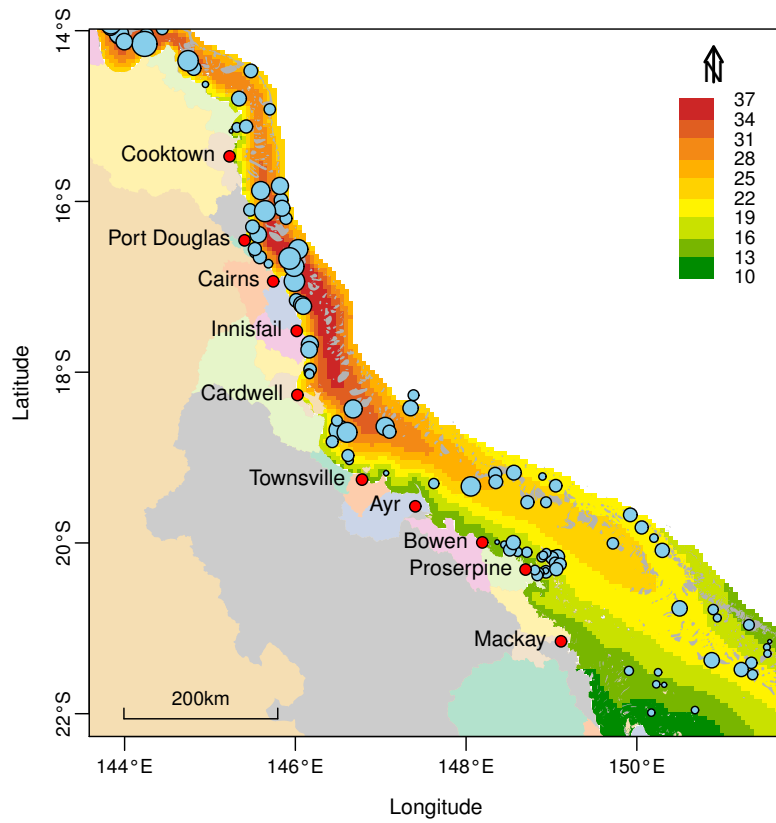 14°S
16°S
18°S
20°S
22°S
Latitude
Cooktown
Port Douglas
Cairns
Innisfail
Cardwell
Townsville
Ayr
Bowen
Proserpine
Mackay
N
37
34
31
28
25
22
19
16
13
10
200km
144°E
146°E
148°E
150°E
Longitude